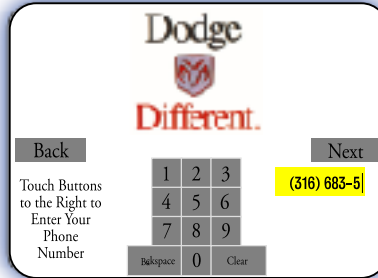 Dodge
Different.
Back
Next
Touch Buttons
to the Right to
Enter Your
Phone
Number
1 2 3
4 5 6
7 8 9
Bakspace 0 Clear
(316) 683-5